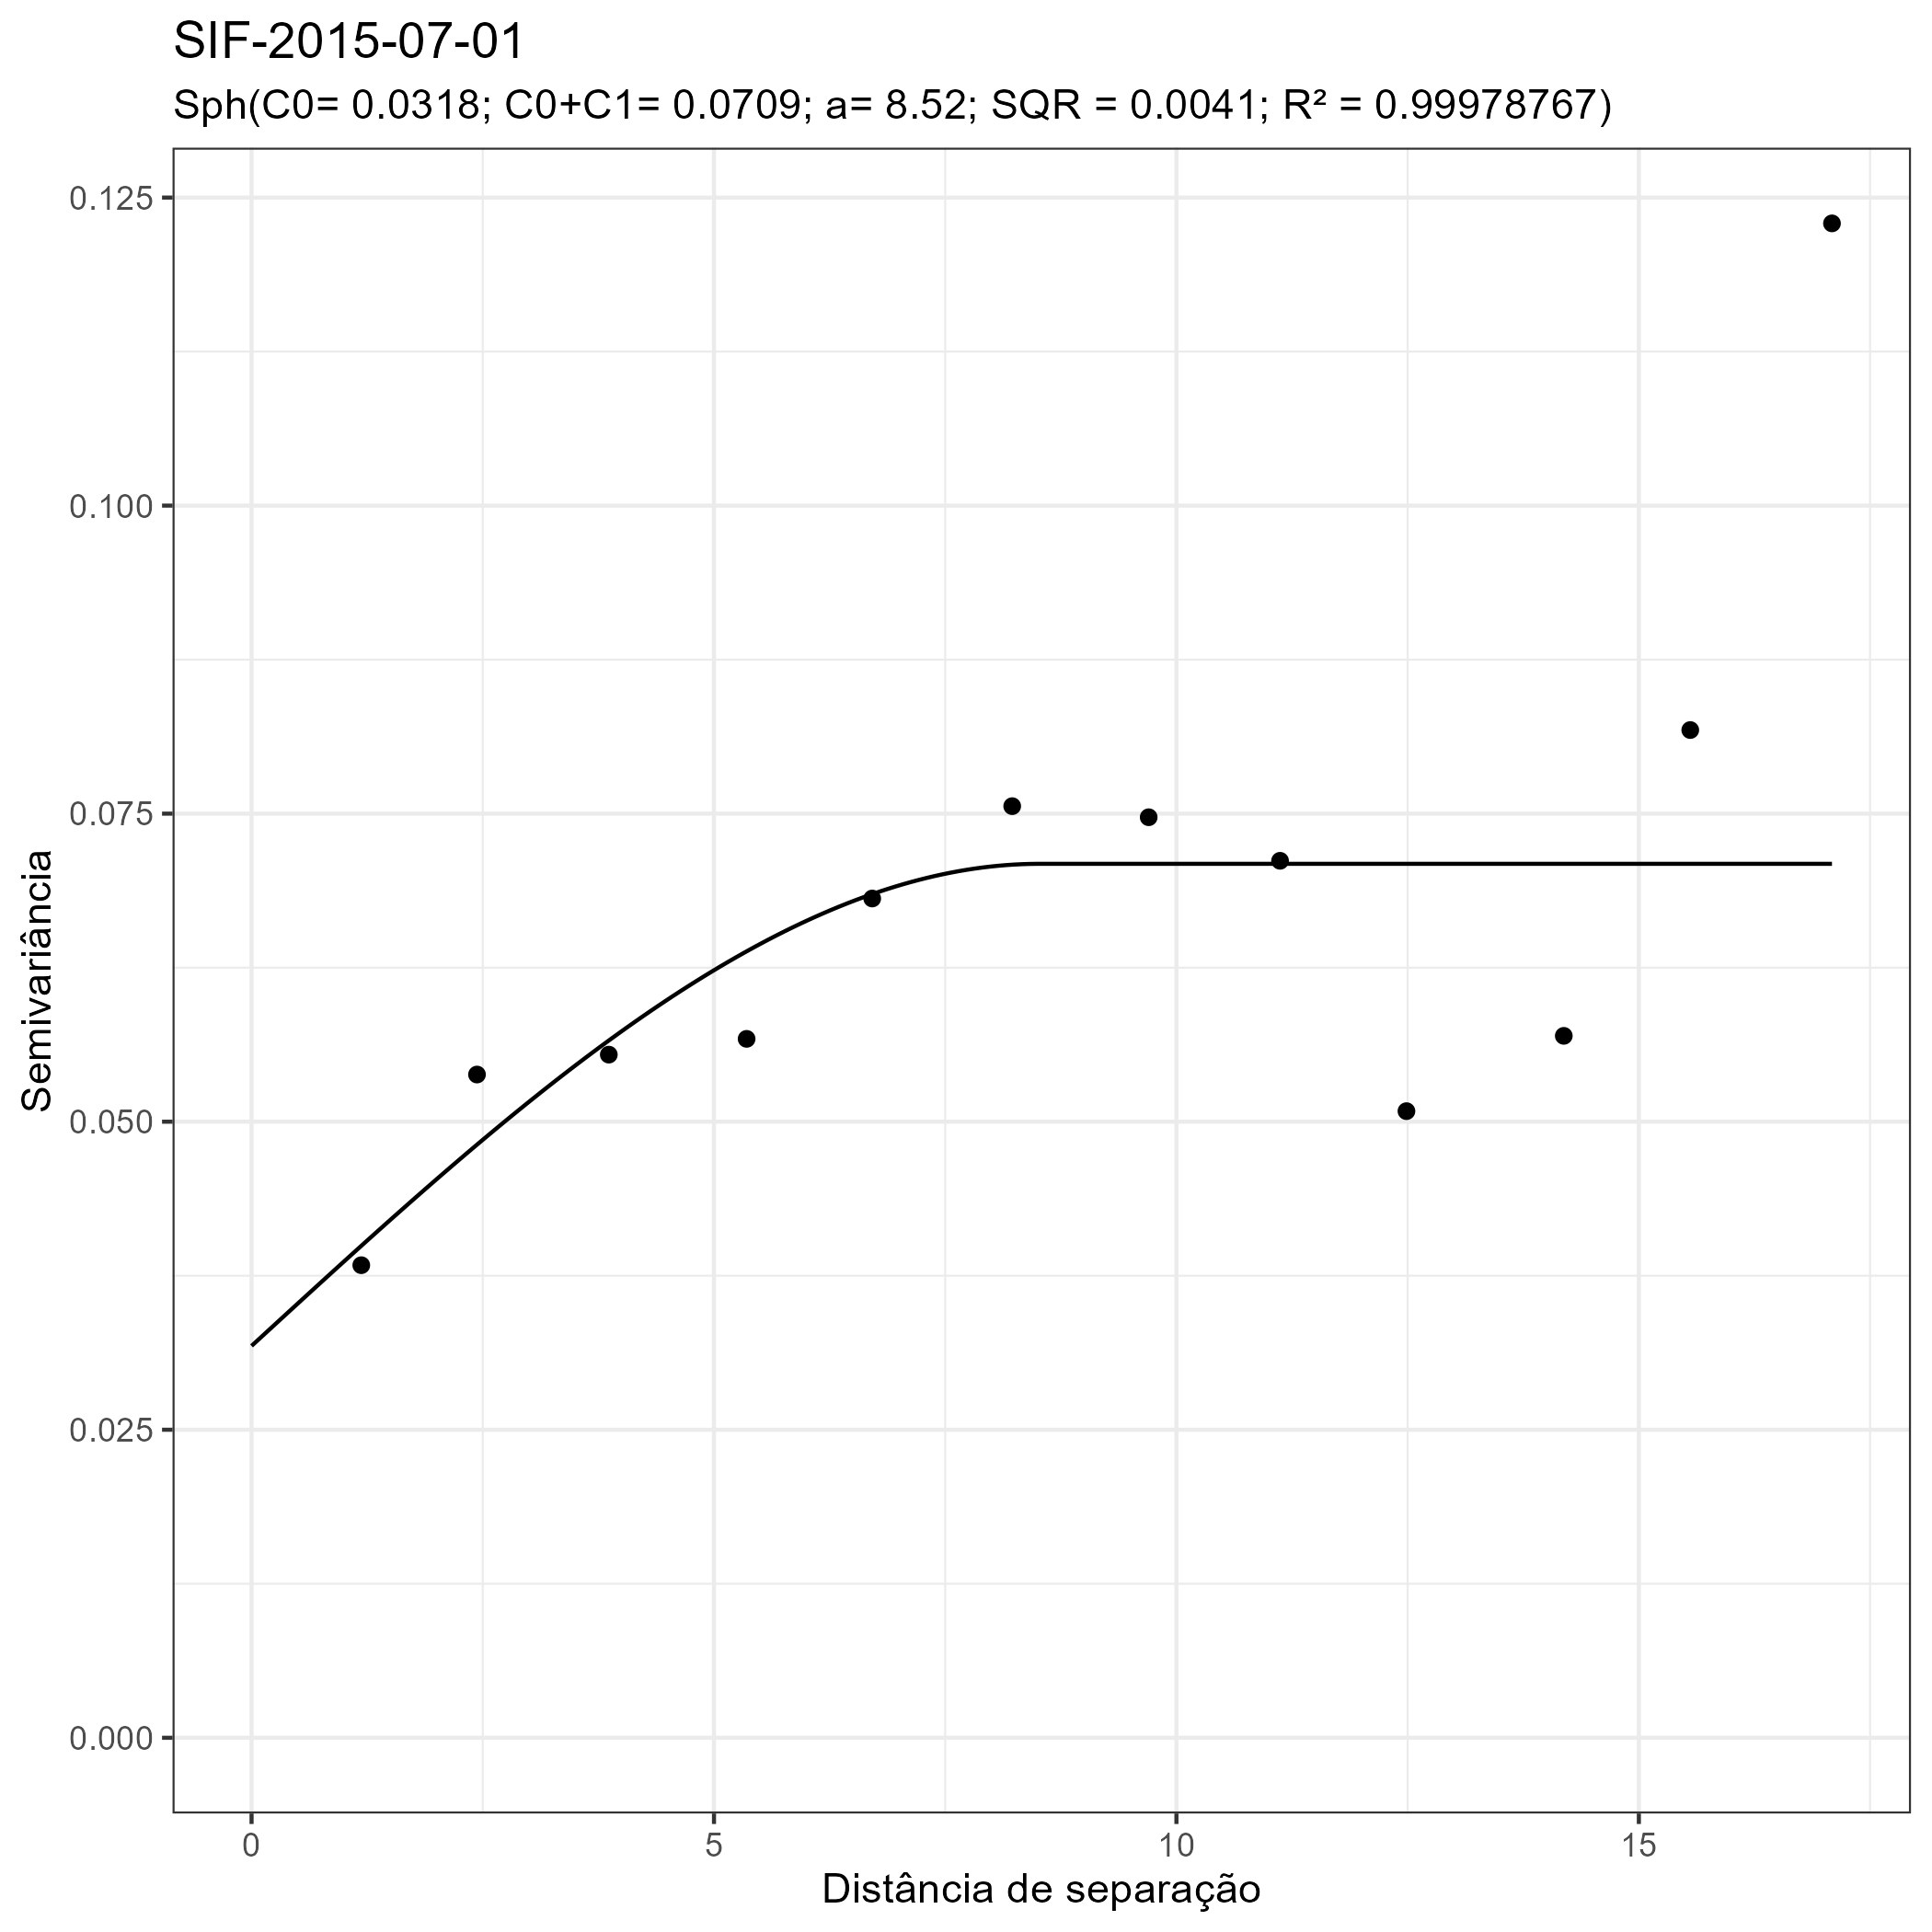 SIF-2015-07-01
Sph(C0= 0.0318; C0+C1= 0.0709; a= 8.52; SQR = 0.0041; R² = 0.99978767)
0.125
0.100
0.075
0.050
0.025
0.000
Semivariância
0 5 10 15
Distância de separação